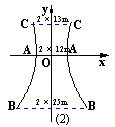 y
C 2 × 13m C
A 2 × 12m A
O x
B 2 × 25m B
(2)